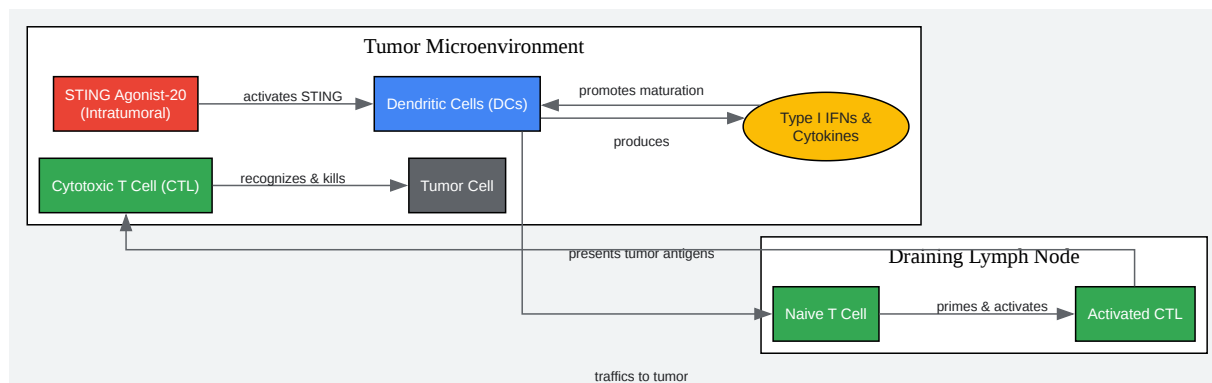 Tumor Microenvironment
STING Agonist-20
(Intratumoral)
activates STING
Dendritic Cells (DCs)
promotes maturation
produces
Type I IFNs &
Cytokines
Cytotoxic T Cell (CTL)
recognizes & kills
Tumor Cell
presents tumor antigens
Draining Lymph Node
Naive T Cell
primes & activates
Activated CTL
traffics to tumor